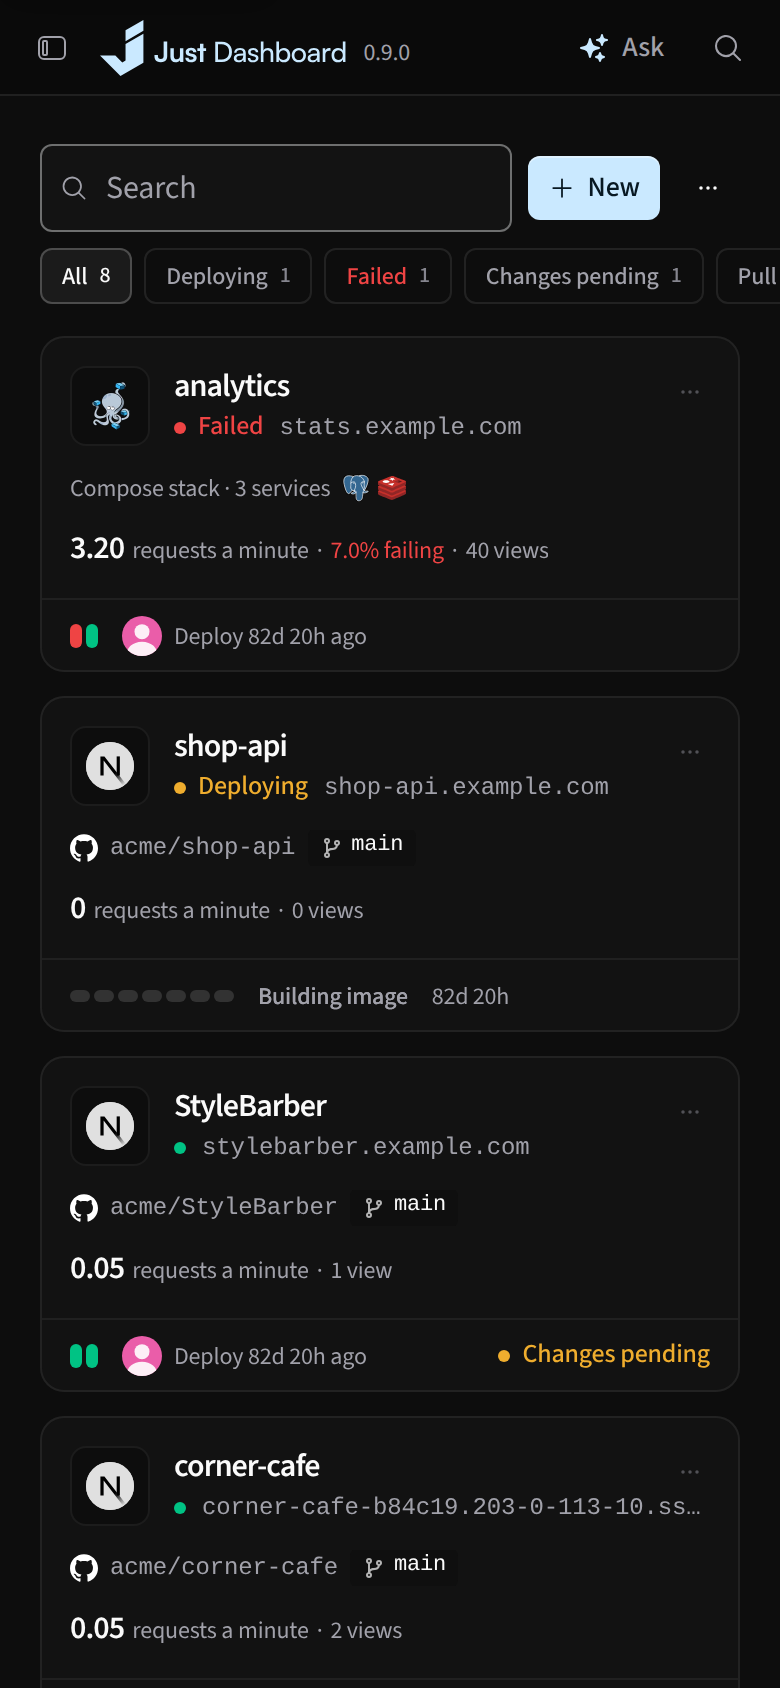 Just Dashboard 0.9.0 Ask
Search
+ New
All 8 Deploying 1 Failed 1 Changes pending 1 Pull
analytics
Failed stats.example.com
Compose stack · 3 services
3.20 requests a minute · 7.0% failing · 40 views
Deploy 82d 20h ago
shop-api
Deploying shop-api.example.com
acme/shop-api main
0 requests a minute · 0 views
Building image 82d 20h
StyleBarber
stylebarber.example.com
acme/StyleBarber main
0.05 requests a minute · 1 view
Deploy 82d 20h ago Changes pending
corner-cafe
corner-cafe-b84c19.203-0-113-10.ss…
acme/corner-cafe main
0.05 requests a minute · 2 views